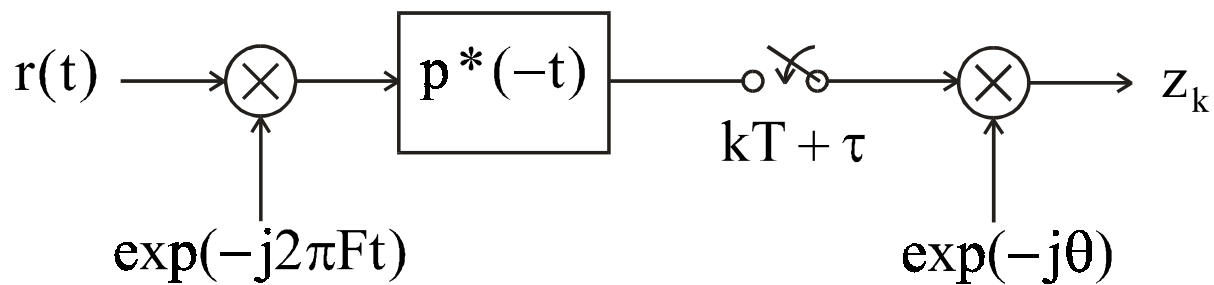 r(t)
p*(−t)
z_k
kT + τ
exp(−j2πFt)
exp(−jθ)